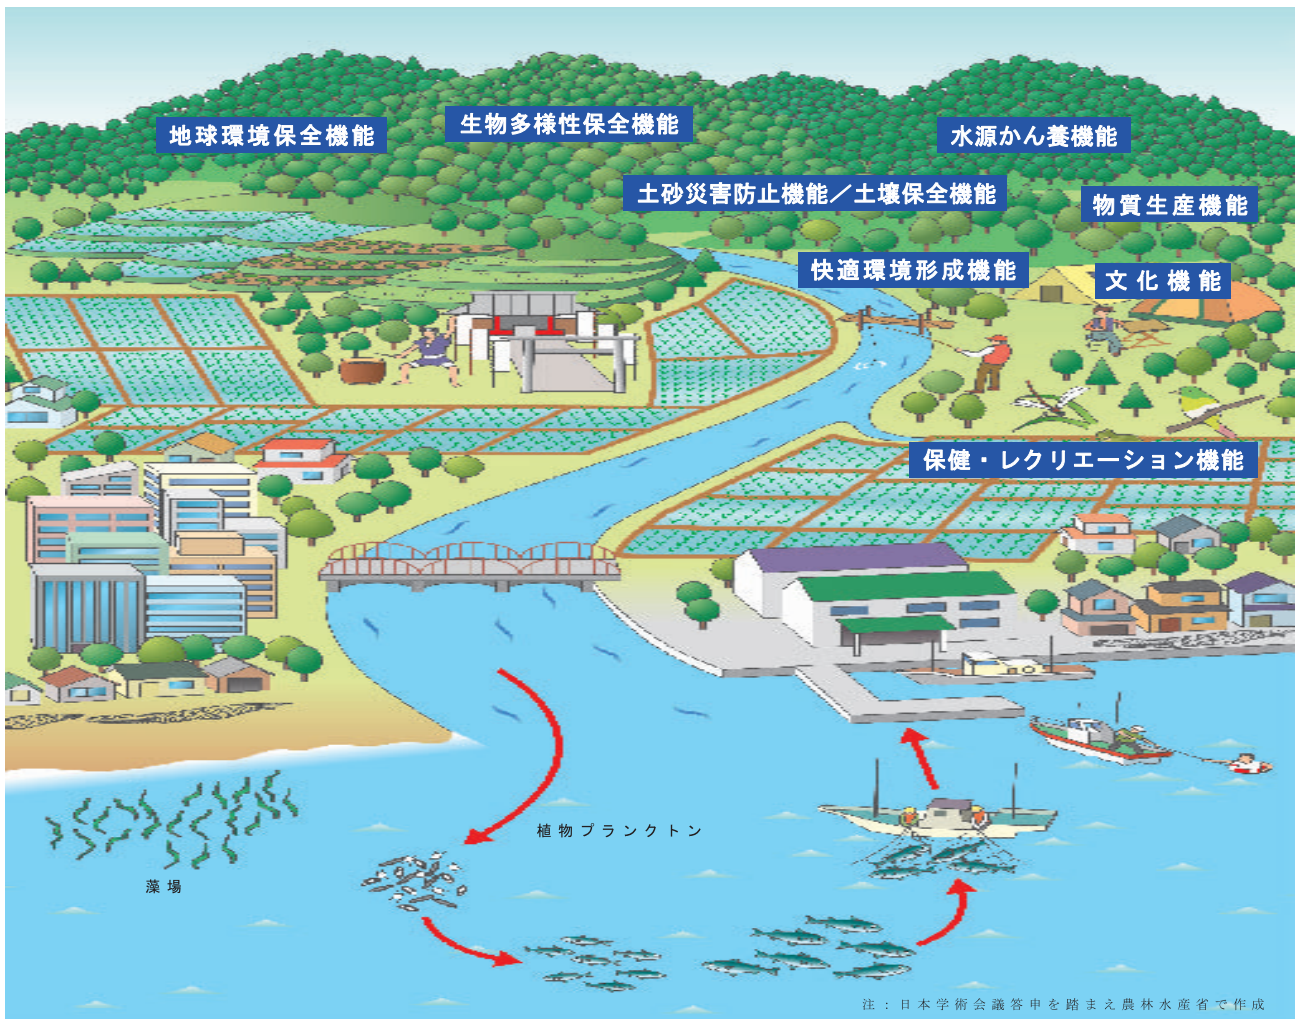 地球環境保全機能
生物多様性保全機能
水源かん養機能
土砂災害防止機能／土壌保全機能
物質生産機能
快適環境形成機能
文化機能
保健・レクリエーション機能
植物プランクトン
藻場
注：日本学術会議答申を踏まえ農林水産省で作成